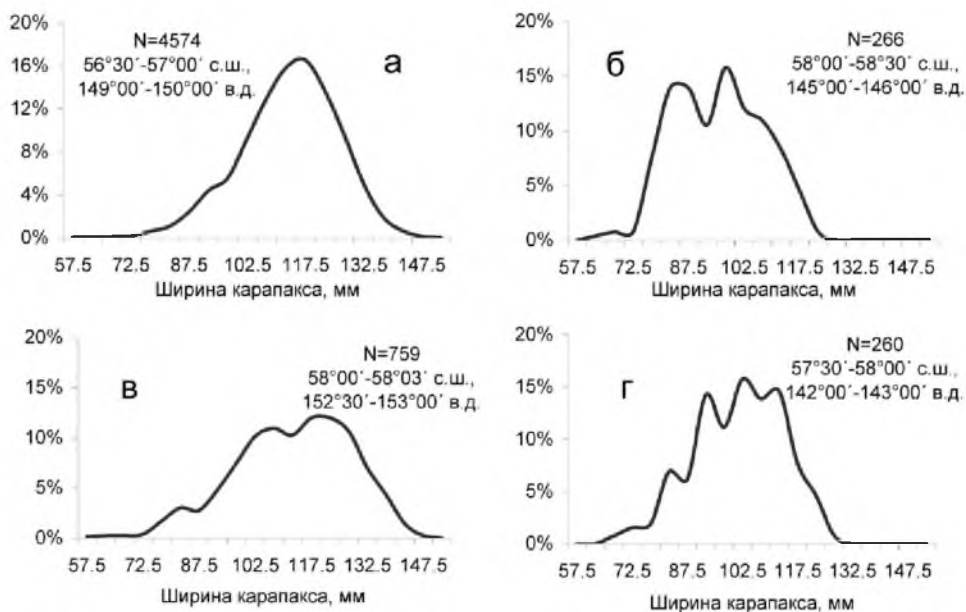 20%
16%
12%
8%
4%
0%
N=4574
56°30´-57°00´ с.ш.,
149°00´-150°00´ в.д.
а
57.5 72.5 87.5 102.5 117.5 132.5 147.5
Ширина карапакса, мм
20%
15%
10%
5%
0%
б
N=266
58°00´-58°30´ с.ш.,
145°00´-146°00´ в.д.
57.5 72.5 87.5 102.5 117.5 132.5 147.5
Ширина карапакса, мм
20%
15%
10%
5%
0%
в
N=759
58°00´-58°03´ с.ш.,
152°30´-153°00´ в.д.
57.5 72.5 87.5 102.5 117.5 132.5 147.5
Ширина карапакса, мм
20%
15%
10%
5%
0%
г
N=260
57°30´-58°00´ с.ш.,
142°00´-143°00´ в.д.
57.5 72.5 87.5 102.5 117.5 132.5 147.5
Ширина карапакса, мм